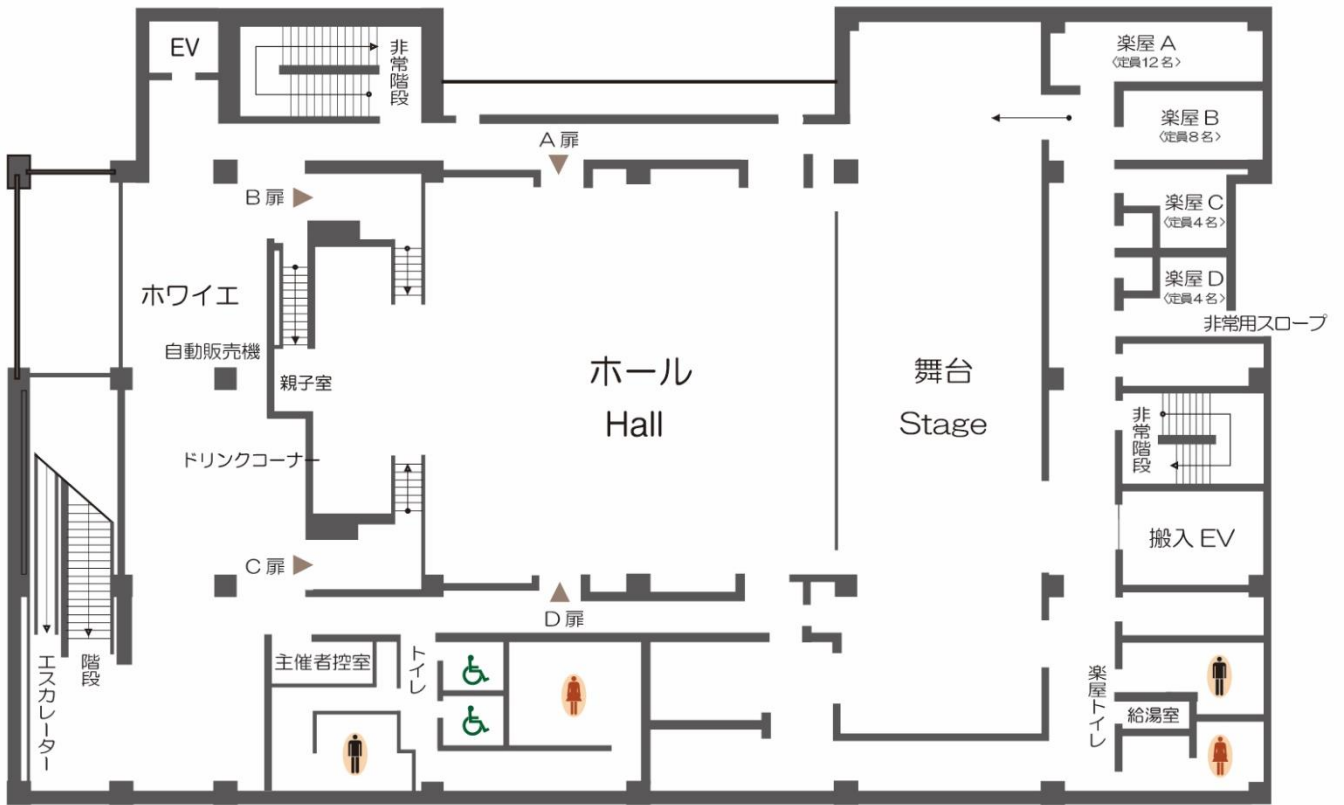 EV
非常階段
楽屋 A
〈定員12名〉
楽屋 B
〈定員8名〉
A 扉
B 扉
楽屋 C
〈定員4名〉
楽屋 D
〈定員4名〉
ホワイエ
非常用スロープ
自動販売機
親子室
ホール
Hall
舞台
Stage
非常階段
ドリンクコーナー
搬入 EV
C 扉
D 扉
エスカレーター
階段
主催者控室
トイレ
楽屋トイレ
給湯室